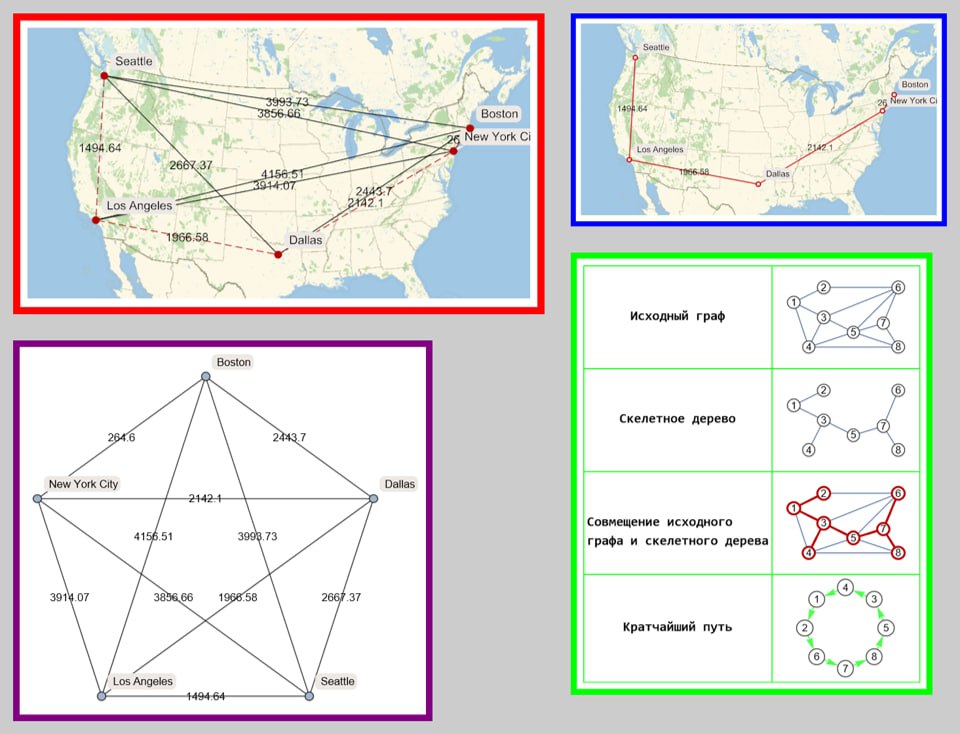 Seattle
3993.73
3856.66
Boston
New York Ci
1494.64
2667.37
4156.51
3914.07
2443.7
2142.1
Los Angeles
1966.58
Dallas
Seattle
Boston
26
New York Ci
1494.64
Los Angeles
2142.1
1966.58
Dallas
Исходный граф
1 2 3 4 5 6 7 8
Скелетное дерево
1 2 3 4 5 6 7 8
Совмещение исходного
графа и скелетного дерева
1 2 3 4 5 6 7 8
Кратчайший путь
4
1 3
2 5
6 8
7
Boston
264.6 2443.7
New York City Dallas
2142.1
4156.51 3993.73
3914.07 3856.66 1966.58 2667.37
Los Angeles Seattle
1494.64